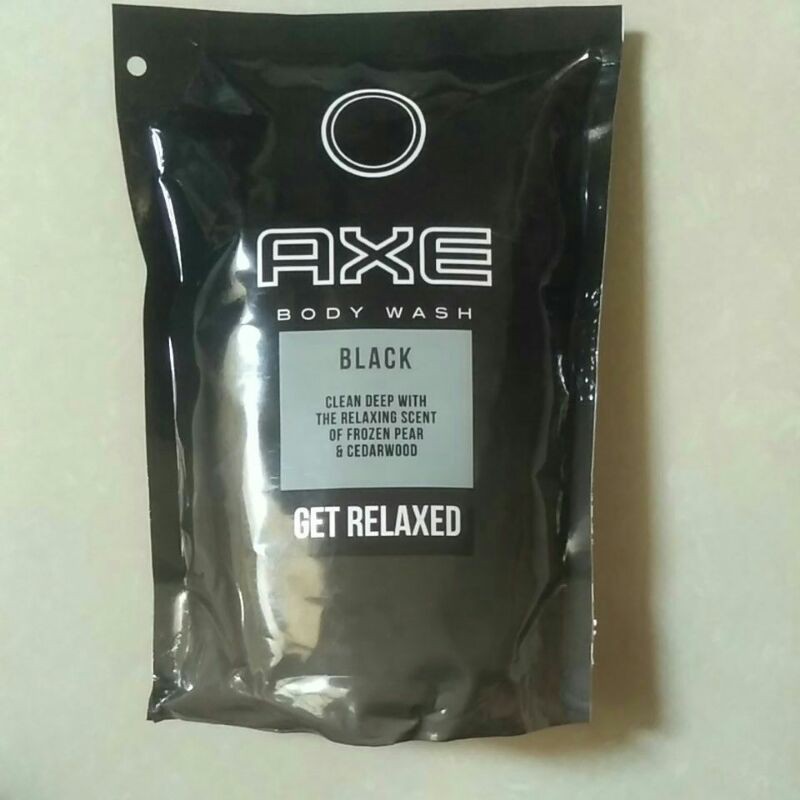 AXE
BODY WASH
BLACK
CLEAN DEEP WITH
THE RELAXING SCENT
OF FROZEN PEAR
& CEDARWOOD
GET RELAXED